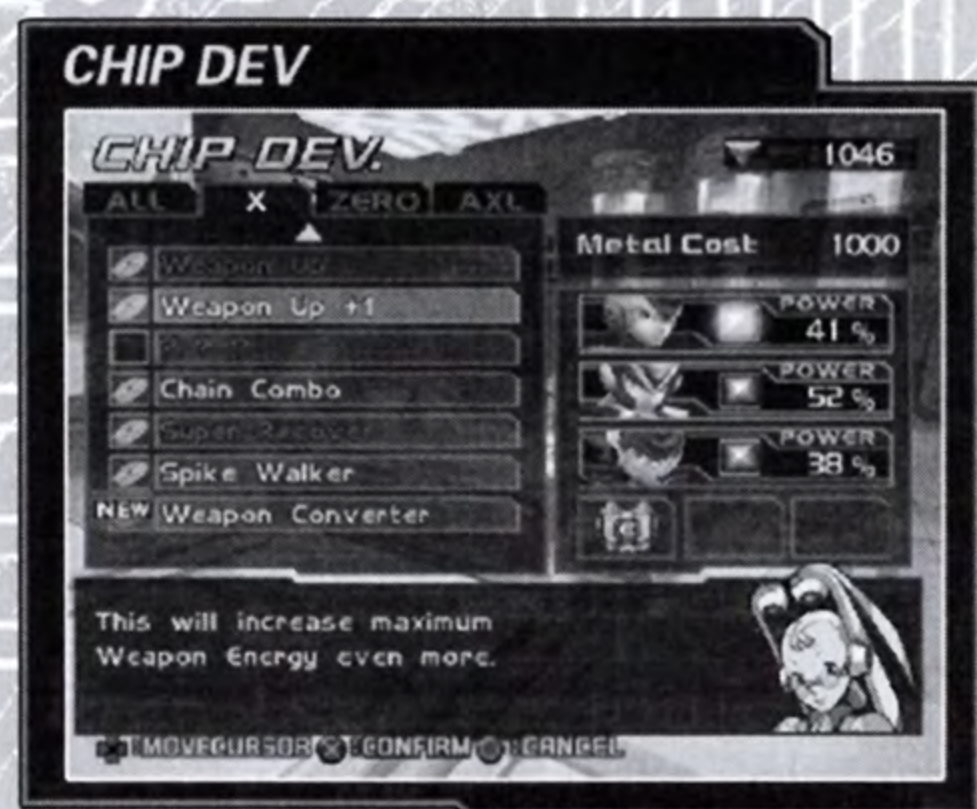 CHIP DEV
CHIP DEV.
1046
ALL X ZERO AXL
Metal Cost 1000
Weapon Up
Weapon Up +1
POWER
41 %
Chain Combo
POWER
52 %
Super Recover
Spike Walker
POWER
38 %
NEW Weapon Converter
This will increase maximum
Weapon Energy even more.
:MOVECURSOR :CONFIRM :CANCEL